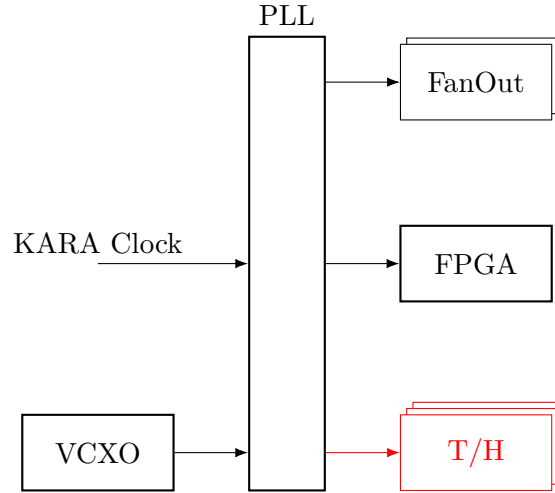 PLL
FanOut
KARA Clock
FPGA
VCXO
T/H